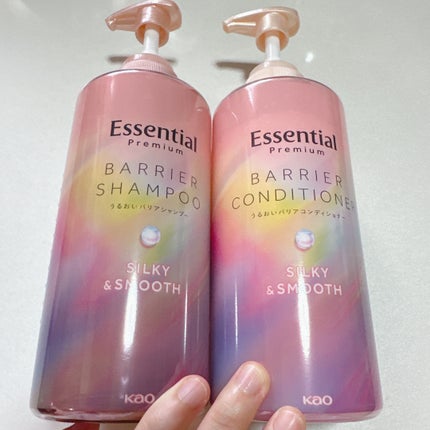 Essential
Premium
BARRIER
SHAMPOO
うるおいバリアシャンプー
SILKY
& SMOOTH
Kao
Essential
Premium
BARRIER
CONDITIONER
うるおいバリアコンディショナー
SILKY
& SMOOTH
Kao